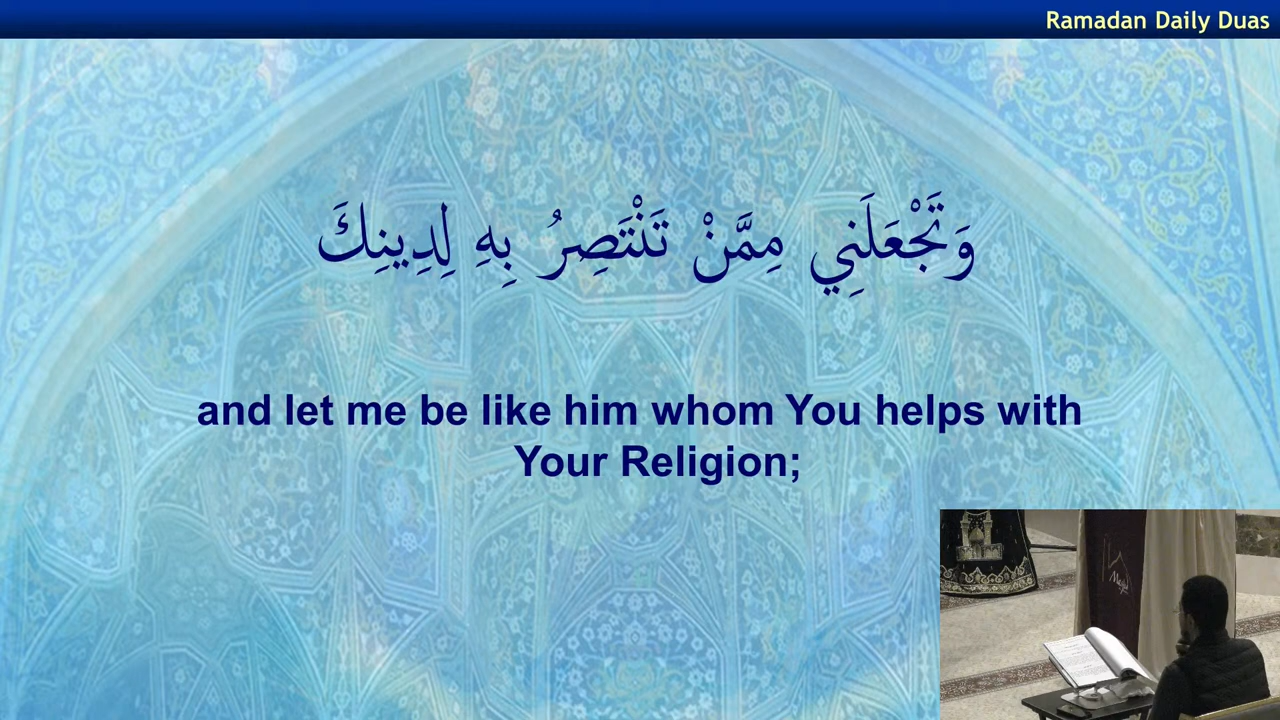 Ramadan Daily Duas
وَتَجْعَلَنِي مِمَّنْ تَنْتَصِرُ بِهِ لِدِينِكَ
and let me be like him whom You helps with
Your Religion;